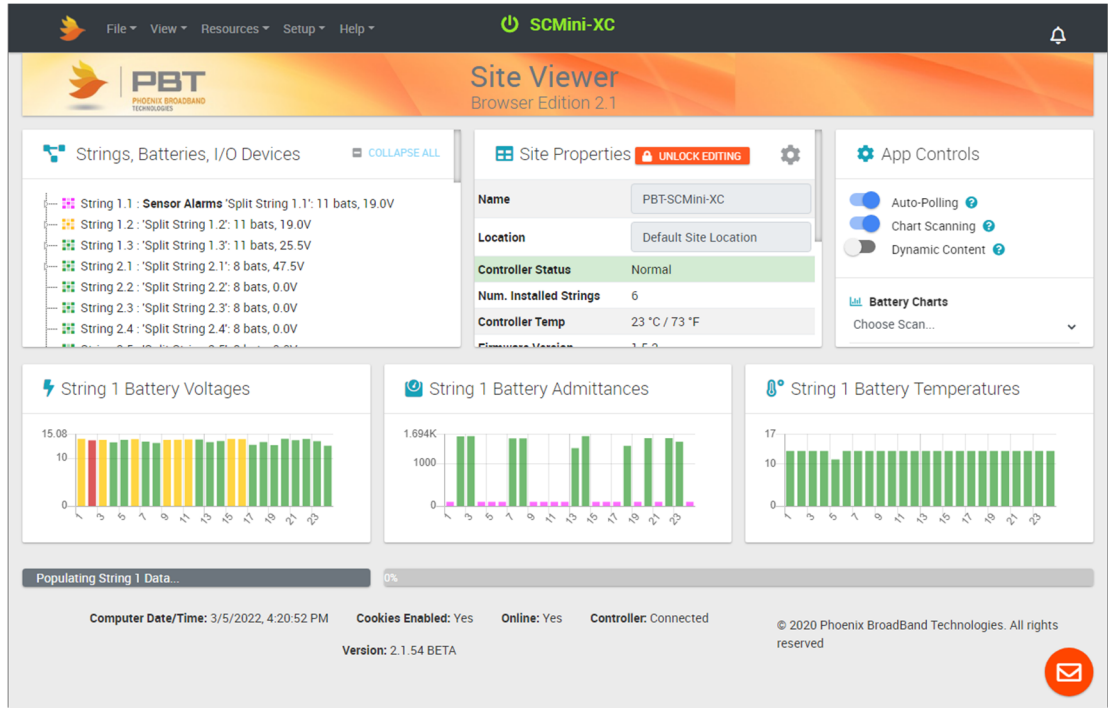 File View Resources Setup Help
SCMini-XC
PBT
PHOENIX BROADBAND
TECHNOLOGIES
Site Viewer
Browser Edition 2.1
Strings, Batteries, I/O Devices COLLAPSE ALL
String 1.1 : Sensor Alarms 'Split String 1.1': 11 bats, 19.0V
String 1.2 : 'Split String 1.2': 11 bats, 19.0V
String 1.3 : 'Split String 1.3': 11 bats, 25.5V
String 2.1 : 'Split String 2.1': 8 bats, 47.5V
String 2.2 : 'Split String 2.2': 8 bats, 0.0V
String 2.3 : 'Split String 2.3': 8 bats, 0.0V
String 2.4 : 'Split String 2.4': 8 bats, 0.0V
Site Properties UNLOCK EDITING
Name PBT-SCMini-XC
Location Default Site Location
Controller Status Normal
Num. Installed Strings 6
Controller Temp 23 °C / 73 °F
Firmware Version 1.5.2
App Controls
Auto-Polling ?
Chart Scanning ?
Dynamic Content ?
Battery Charts
Choose Scan...
String 1 Battery Voltages
15.08
10
0
1 3 5 7 9 11 13 15 17 19 21 23
String 1 Battery Admittances
1.694K
1000
0
1 3 5 7 9 11 13 15 17 19 21 23
String 1 Battery Temperatures
17
10
0
1 3 5 7 9 11 13 15 17 19 21 23
Populating String 1 Data...
0%
Computer Date/Time: 3/5/2022, 4:20:52 PM Cookies Enabled: Yes Online: Yes Controller: Connected
Version: 2.1.54 BETA
© 2020 Phoenix BroadBand Technologies. All rights
reserved